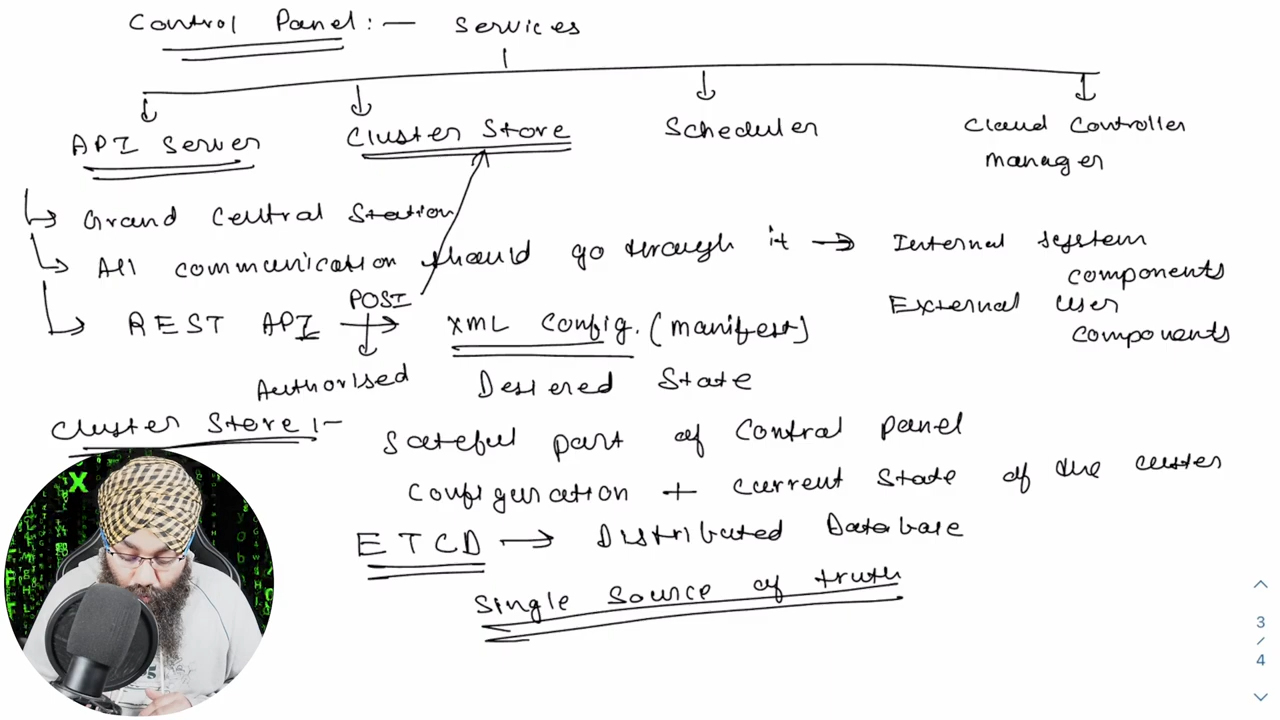 Control Panel :- Services
API Server
Cluster Store
Scheduler
Cloud Controller
manager
Grand Central Station
All communication should go through it → Internal system
components
External User
components
POST
REST API → XML Config. (manifest)
Authorised
Desiered State
Cluster Store :-
Sateful part of Control Panel
Configuration + Current State of the cluster
ETCD → Distributed Database
Single Source of truth
3
/
4